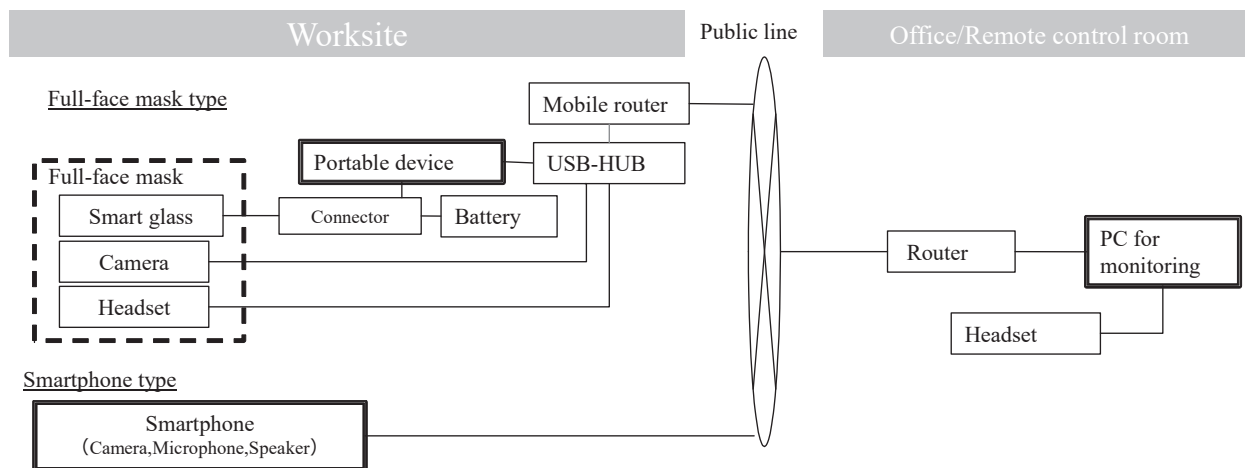 Worksite
Public line
Office/Remote control room
Full-face mask type
Mobile router
Portable device
USB-HUB
Full-face mask
Smart glass
Connector
Battery
Camera
Headset
Router
PC for
monitoring
Headset
Smartphone type
Smartphone
(Camera,Microphone,Speaker)